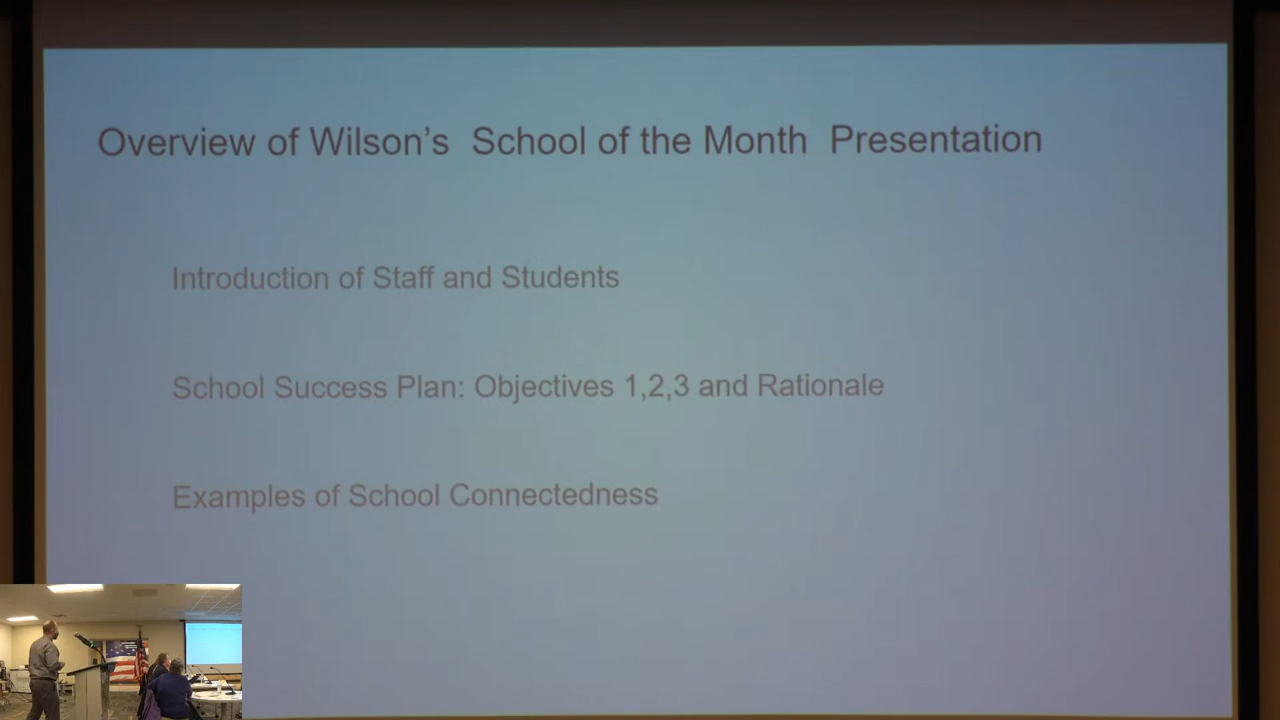 Overview of Wilson's School of the Month Presentation
Introduction of Staff and Students
School Success Plan: Objectives 1,2,3 and Rationale
Examples of School Connectedness